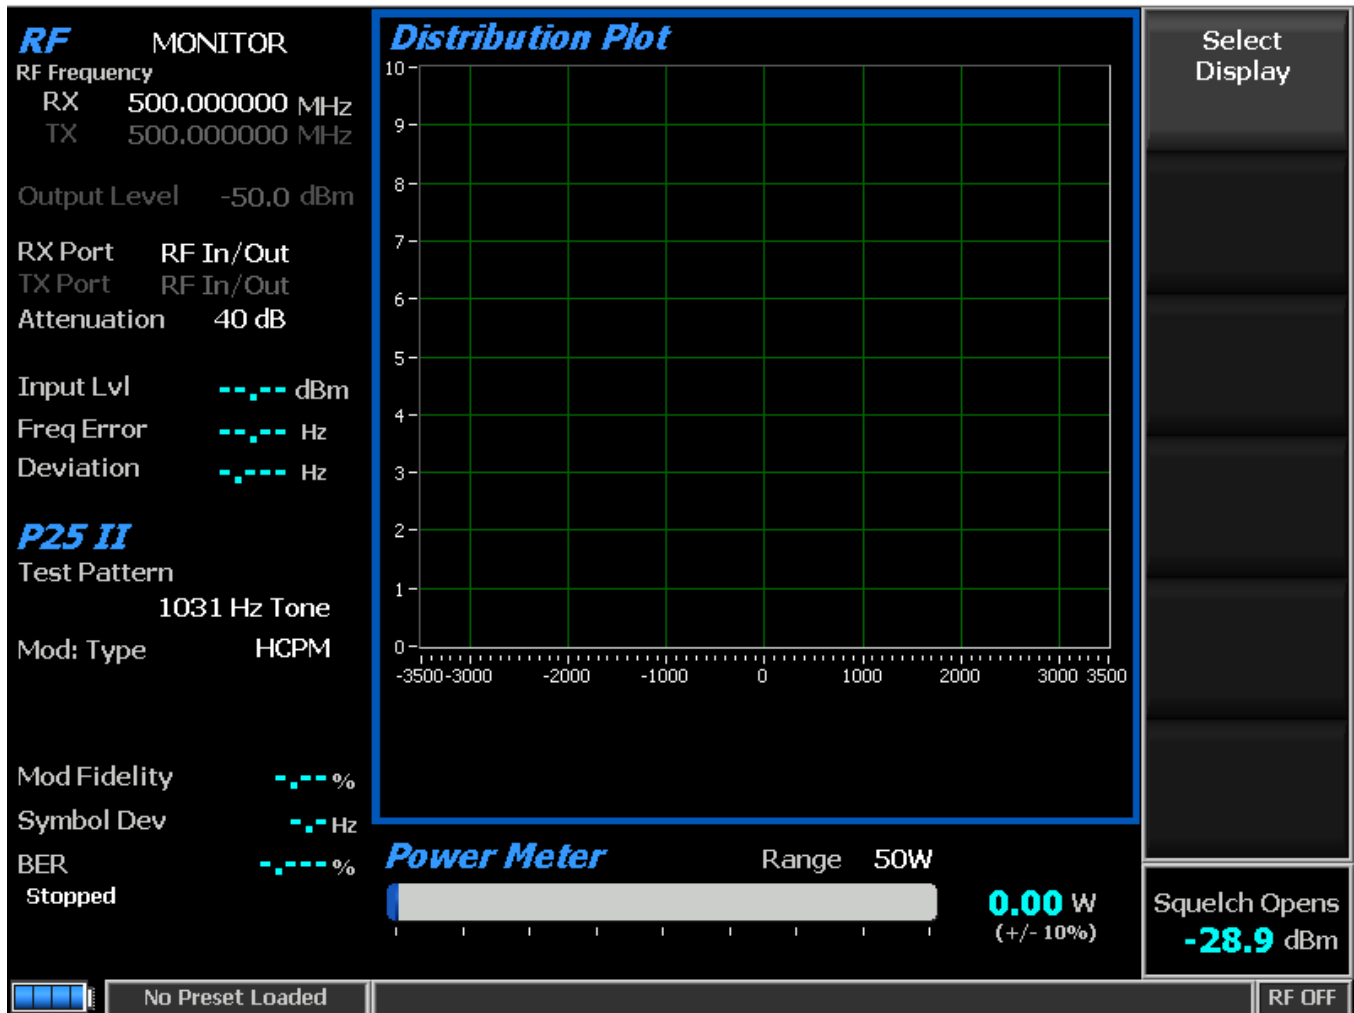 RF MONITOR
RF Frequency
RX 500.000000 MHz
TX 500.000000 MHz
Output Level -50.0 dBm
RX Port RF In/Out
TX Port RF In/Out
Attenuation 40 dB
Input Lvl --.-- dBm
Freq Error --.-- Hz
Deviation -.--- Hz
P25 II
Test Pattern
1031 Hz Tone
Mod: Type HCPM
Mod Fidelity -.-- %
Symbol Dev -.- Hz
BER -.--- %
Stopped
Distribution Plot
10
9
8
7
6
5
4
3
2
1
0
-3500 -3000 -2000 -1000 0 1000 2000 3000 3500
Power Meter Range 50W
0.00 W
(+/- 10%)
Select
Display
Squelch Opens
-28.9 dBm
No Preset Loaded
RF OFF